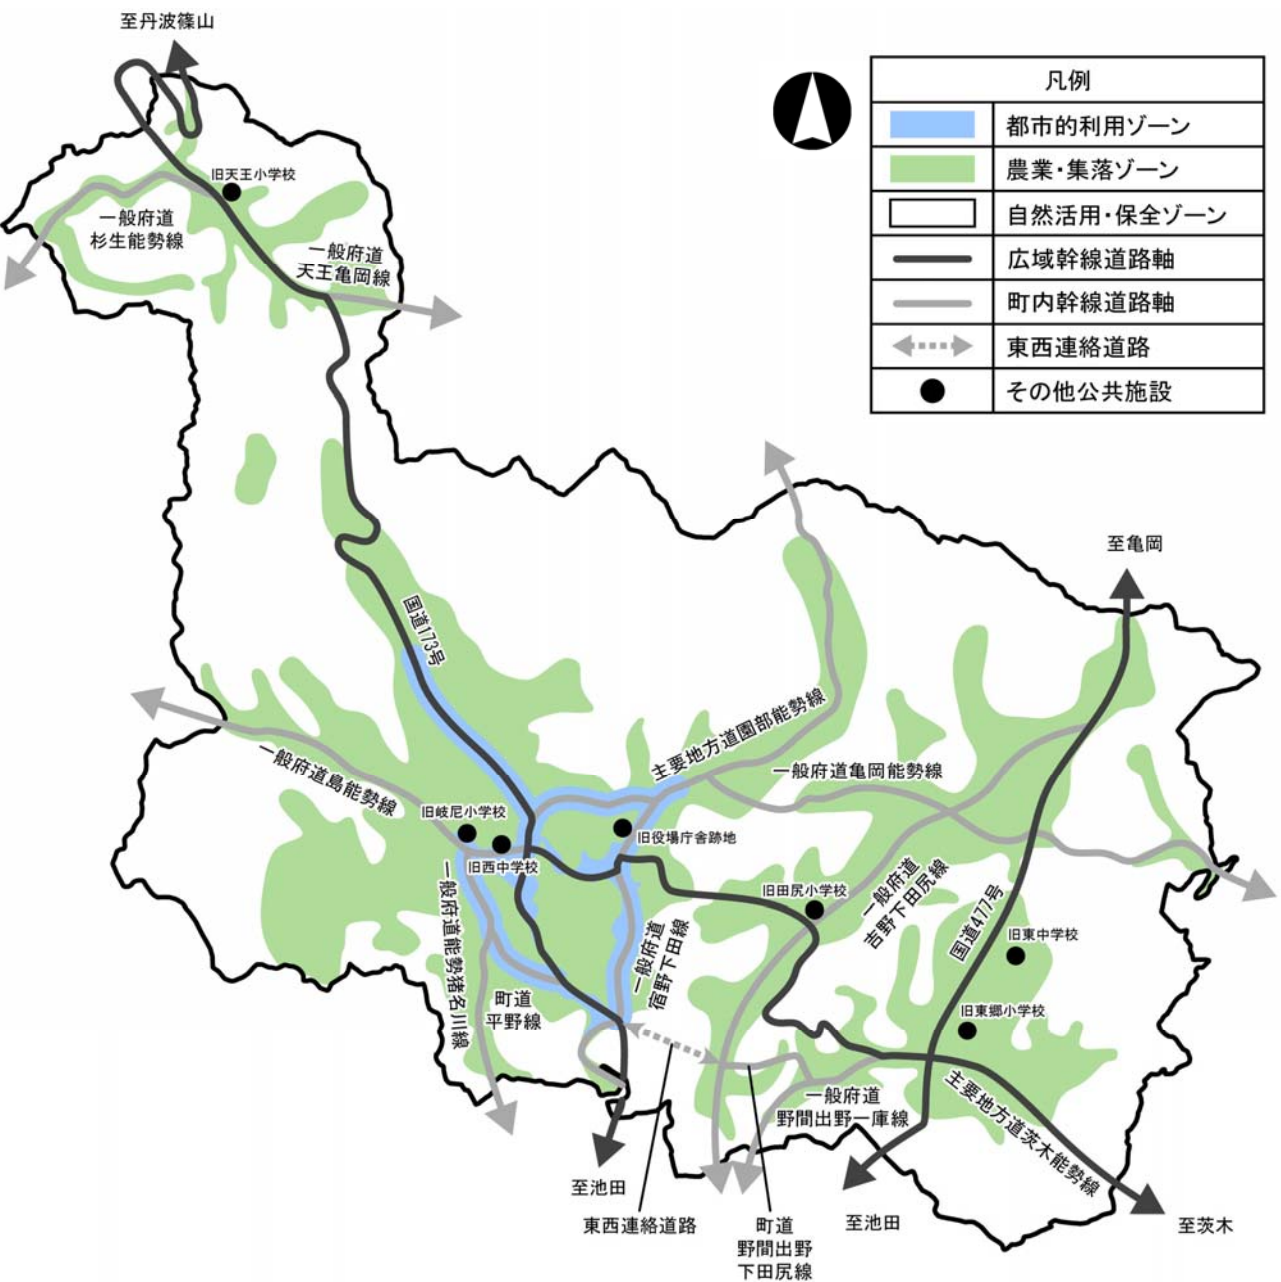 至丹波篠山
凡例
都市的利用ゾーン
農業・集落ゾーン
自然活用・保全ゾーン
広域幹線道路軸
町内幹線道路軸
東西連絡道路
その他公共施設
旧天王小学校
一般府道
杉生能勢線
一般府道
天王亀岡線
至亀岡
国道173号
主要地方道園部能勢線
一般府道島能勢線
一般府道亀岡能勢線
旧岐尼小学校
旧西中学校
旧役場庁舎跡地
旧田尻小学校
一般府道
吉野下田尻線
国道477号
旧東中学校
旧東郷小学校
一般府道能勢猪名川線
一般府道
宿野下田線
町道
平野線
一般府道
野間出野一庫線
主要地方道茨木能勢線
至池田
東西連絡道路
町道
野間出野
下田尻線
至池田
至茨木